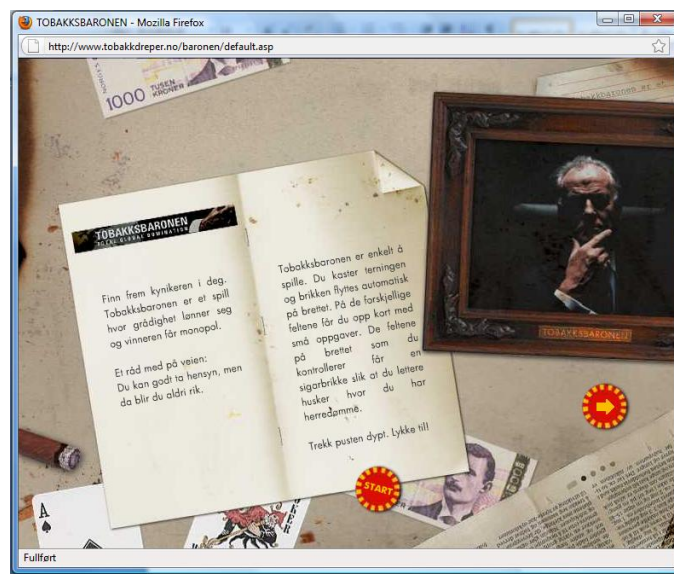 TOBAKKSBARONEN - Mozilla Firefox
http://www.tobakkdreper.no/baronen/default.asp
1000 TUSEN
KRONER
TOBAKKSBARONEN
TOTAL GLOBAL DOMINATION
Finn frem kynikeren i deg.
Tobakksbaronen er et spill
hvor grådighet lønner seg
og vinneren får monopol.
Et råd med på veien:
Du kan godt ta hensyn, men
da blir du aldri rik.
Tobakksbaronen er enkelt å
spille. Du kaster terningen
og brikken flyttes automatisk
på brettet. På de forskjellige
feltene får du opp kort med
små oppgaver. De feltene
på brettet som du
kontrollerer får en
sigarbrikke slik at du lettere
husker hvor du har
herredømme.
Trekk pusten dypt. Lykke til!
START
TOBAKKSBARONEN
A
JOKER
Fullført